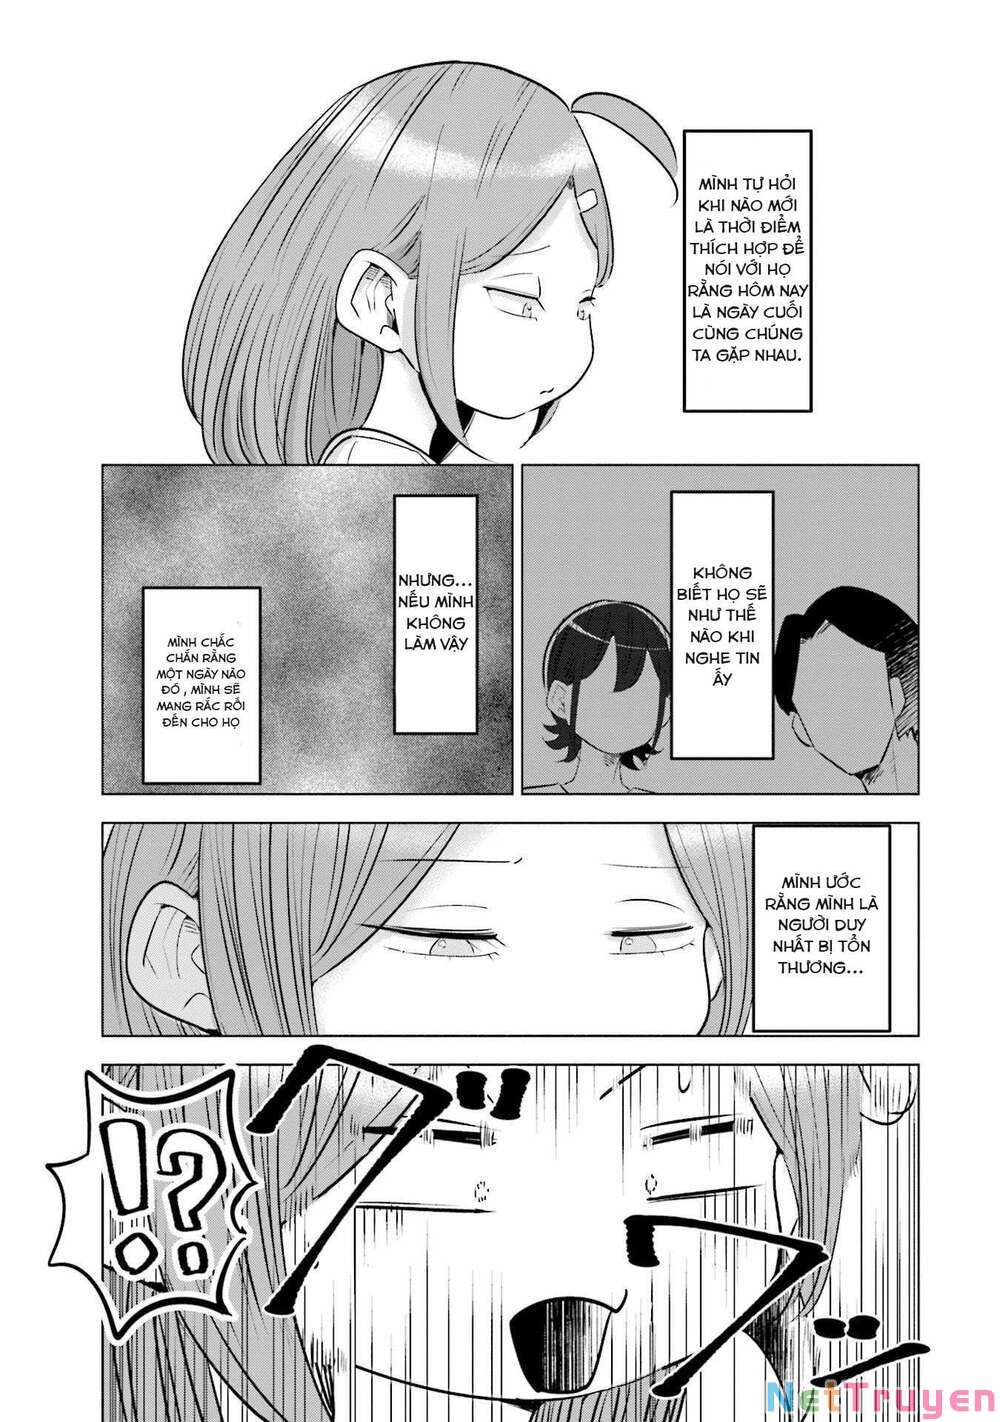 MÌNH TỰ HỎI
KHI NÀO MỚI
LÀ THỜI ĐIỂM
THÍCH HỢP ĐỂ
NÓI VỚI HỌ
RẰNG HÔM NAY
LÀ NGÀY CUỐI
CÙNG CHÚNG
TA GẶP NHAU.
KHÔNG
BIẾT HỌ SẼ
NHƯ THẾ
NÀO KHI
NGHE TIN
ẤY
NHƯNG...
NẾU MÌNH
KHÔNG
LÀM VẬY
MÌNH CHẮC
CHẮN RẰNG
MỘT NGÀY NÀO
ĐÓ , MÌNH SẼ
MANG RẮC RỐI
ĐẾN CHO HỌ
MÌNH ƯỚC
RẰNG MÌNH LÀ
NGƯỜI DUY
NHẤT BỊ TỔN
THƯƠNG...
!?
NetTruyen